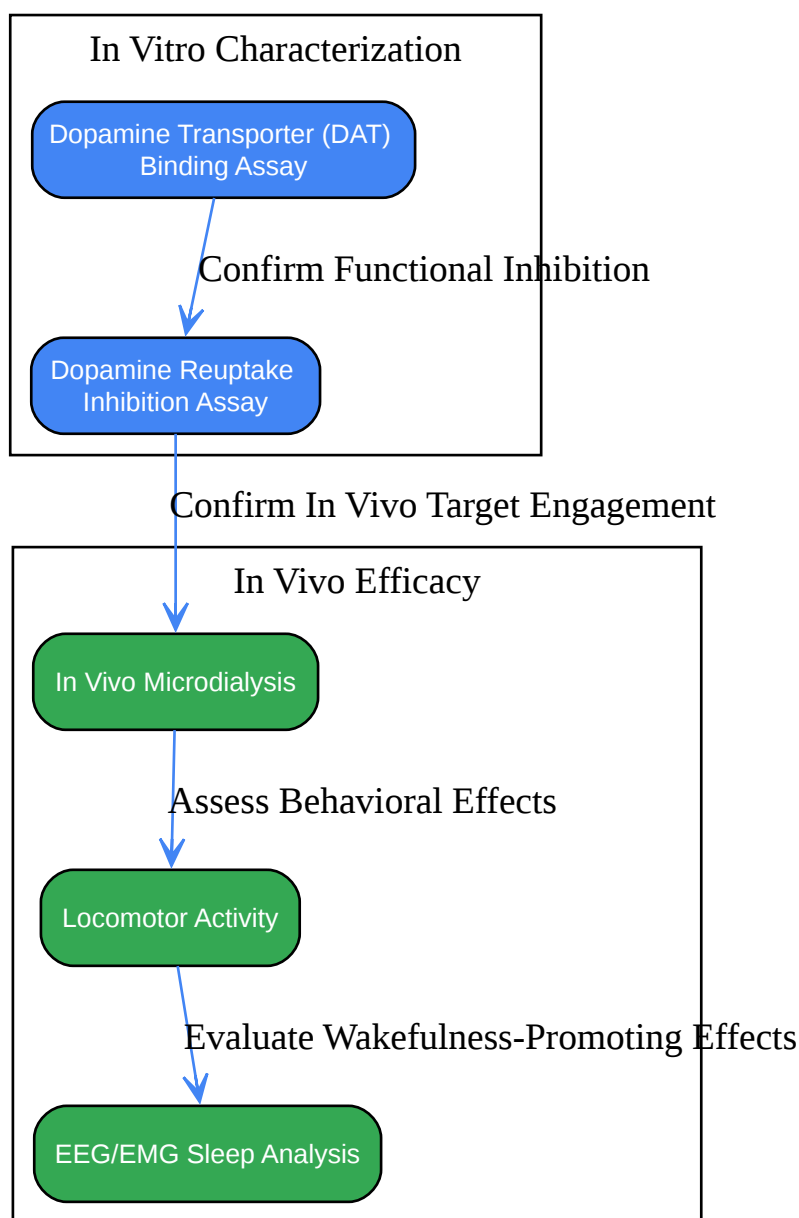 In Vitro Characterization
Dopamine Transporter (DAT)
Binding Assay
Confirm Functional Inhibition
Dopamine Reuptake
Inhibition Assay
Confirm In Vivo Target Engagement
In Vivo Efficacy
In Vivo Microdialysis
Assess Behavioral Effects
Locomotor Activity
Evaluate Wakefulness-Promoting Effects
EEG/EMG Sleep Analysis